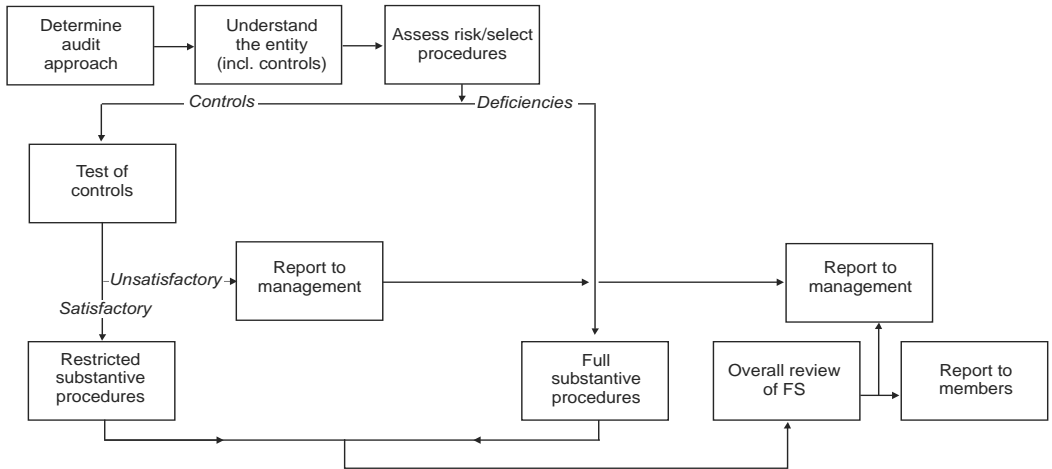 Determine
audit
approach
Understand
the entity
(incl. controls)
Assess risk/select
procedures
Controls
Deficiencies
Test of
controls
Unsatisfactory
Report to
management
Report to
management
Satisfactory
Restricted
substantive
procedures
Full
substantive
procedures
Overall review
of FS
Report to
members